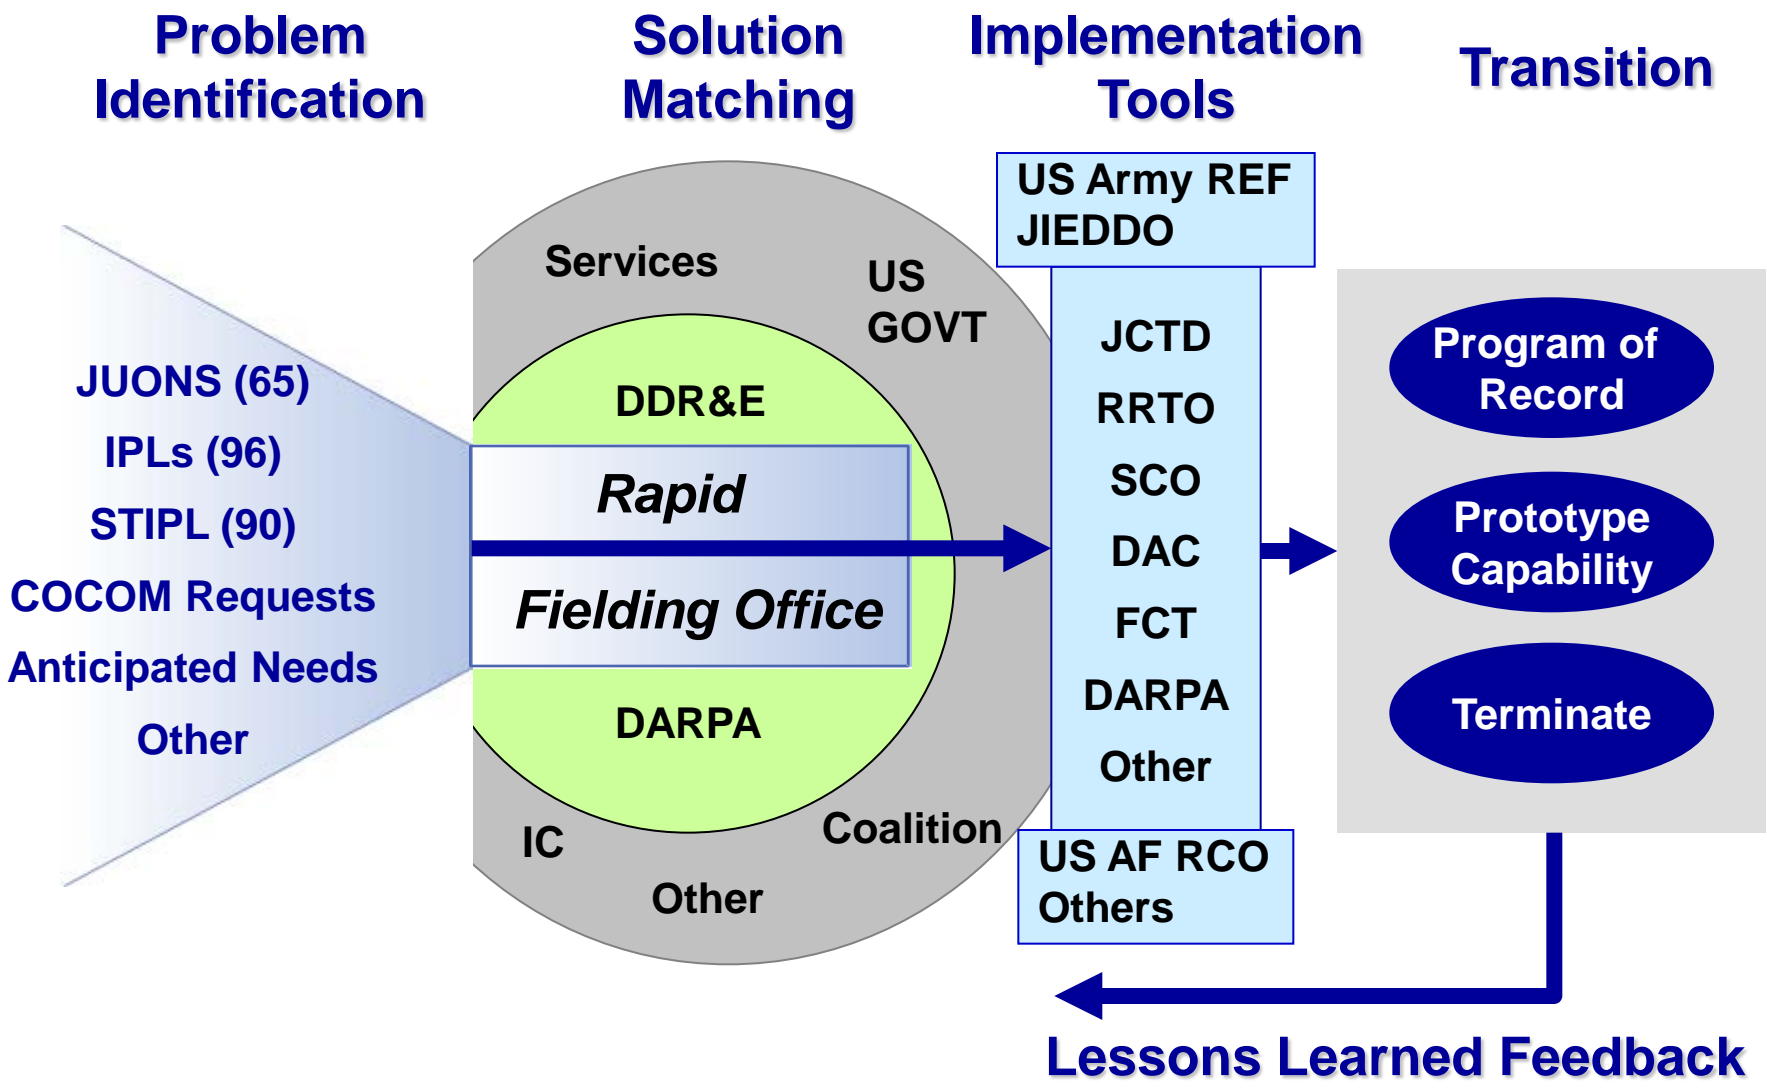 Problem
Identification
Solution
Matching
Implementation
Tools
Transition
JUONS (65)
IPLs (96)
STIPL (90)
COCOM Requests
Anticipated Needs
Other
Services
US
GOVT
DDR&E
Rapid
Fielding Office
DARPA
IC
Coalition
Other
US Army REF
JIEDDO
JCTD
RRTO
SCO
DAC
FCT
DARPA
Other
US AF RCO
Others
Program of
Record
Prototype
Capability
Terminate
Lessons Learned Feedback